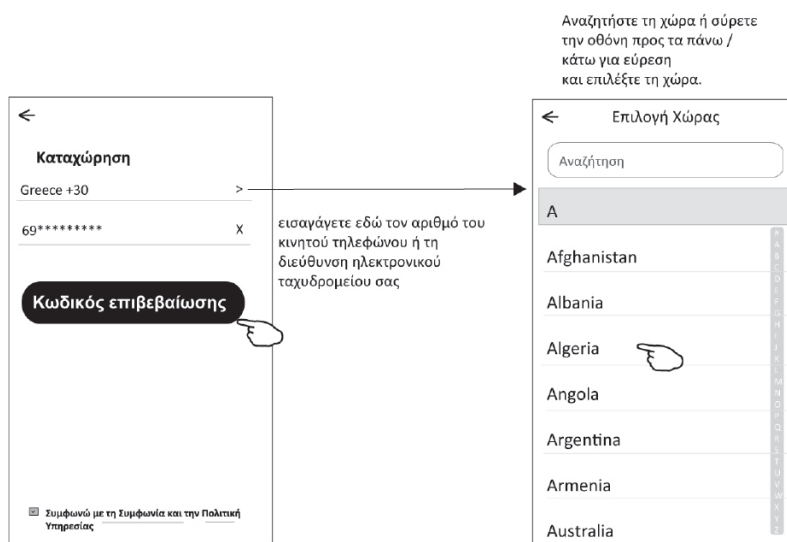 Αναζητήστε τη χώρα ή σύρετε
την οθόνη προς τα πάνω /
κάτω για εύρεση
και επιλέξτε τη χώρα.
Καταχώρηση
Greece +30 >
69********* X
Κωδικός επιβεβαίωσης
Συμφωνώ με τη Συμφωνία και την Πολιτική
Υπηρεσίας
εισαγάγετε εδώ τον αριθμό του
κινητού τηλεφώνου ή τη
διεύθυνση ηλεκτρονικού
ταχυδρομείου σας
Επιλογή Χώρας
Αναζήτηση
A
Afghanistan
Albania
Algeria
Angola
Argentina
Armenia
Australia
A
B
C
D
E
F
G
H
I
J
K
L
M
N
O
P
Q
R
S
T
U
V
W
X
Y
Z